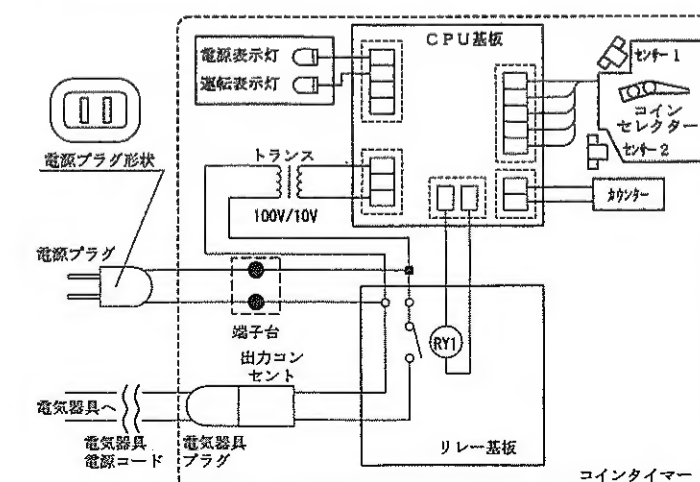 CPU基板
電源表示灯
運転表示灯
センサー1
コイン
セレクター
センサー2
電源プラグ形状
トランス
100V/10V
カウンター
電源プラグ
端子台
出力コン
セント
RY1
電気器具へ
電気器具
電源コード
電気器具
プラグ
リレー基板
コインタイマー